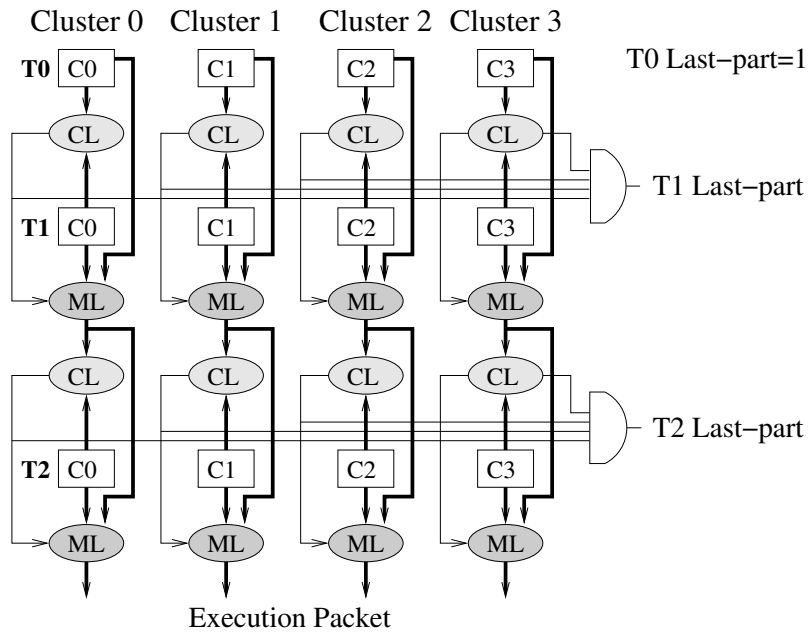 Cluster 0 Cluster 1 Cluster 2 Cluster 3
T0 C0 C1 C2 C3 T0 Last−part=1
CL CL CL CL
T1 Last−part
T1 C0 C1 C2 C3
ML ML ML ML
CL CL CL CL
T2 Last−part
T2 C0 C1 C2 C3
ML ML ML ML
Execution Packet